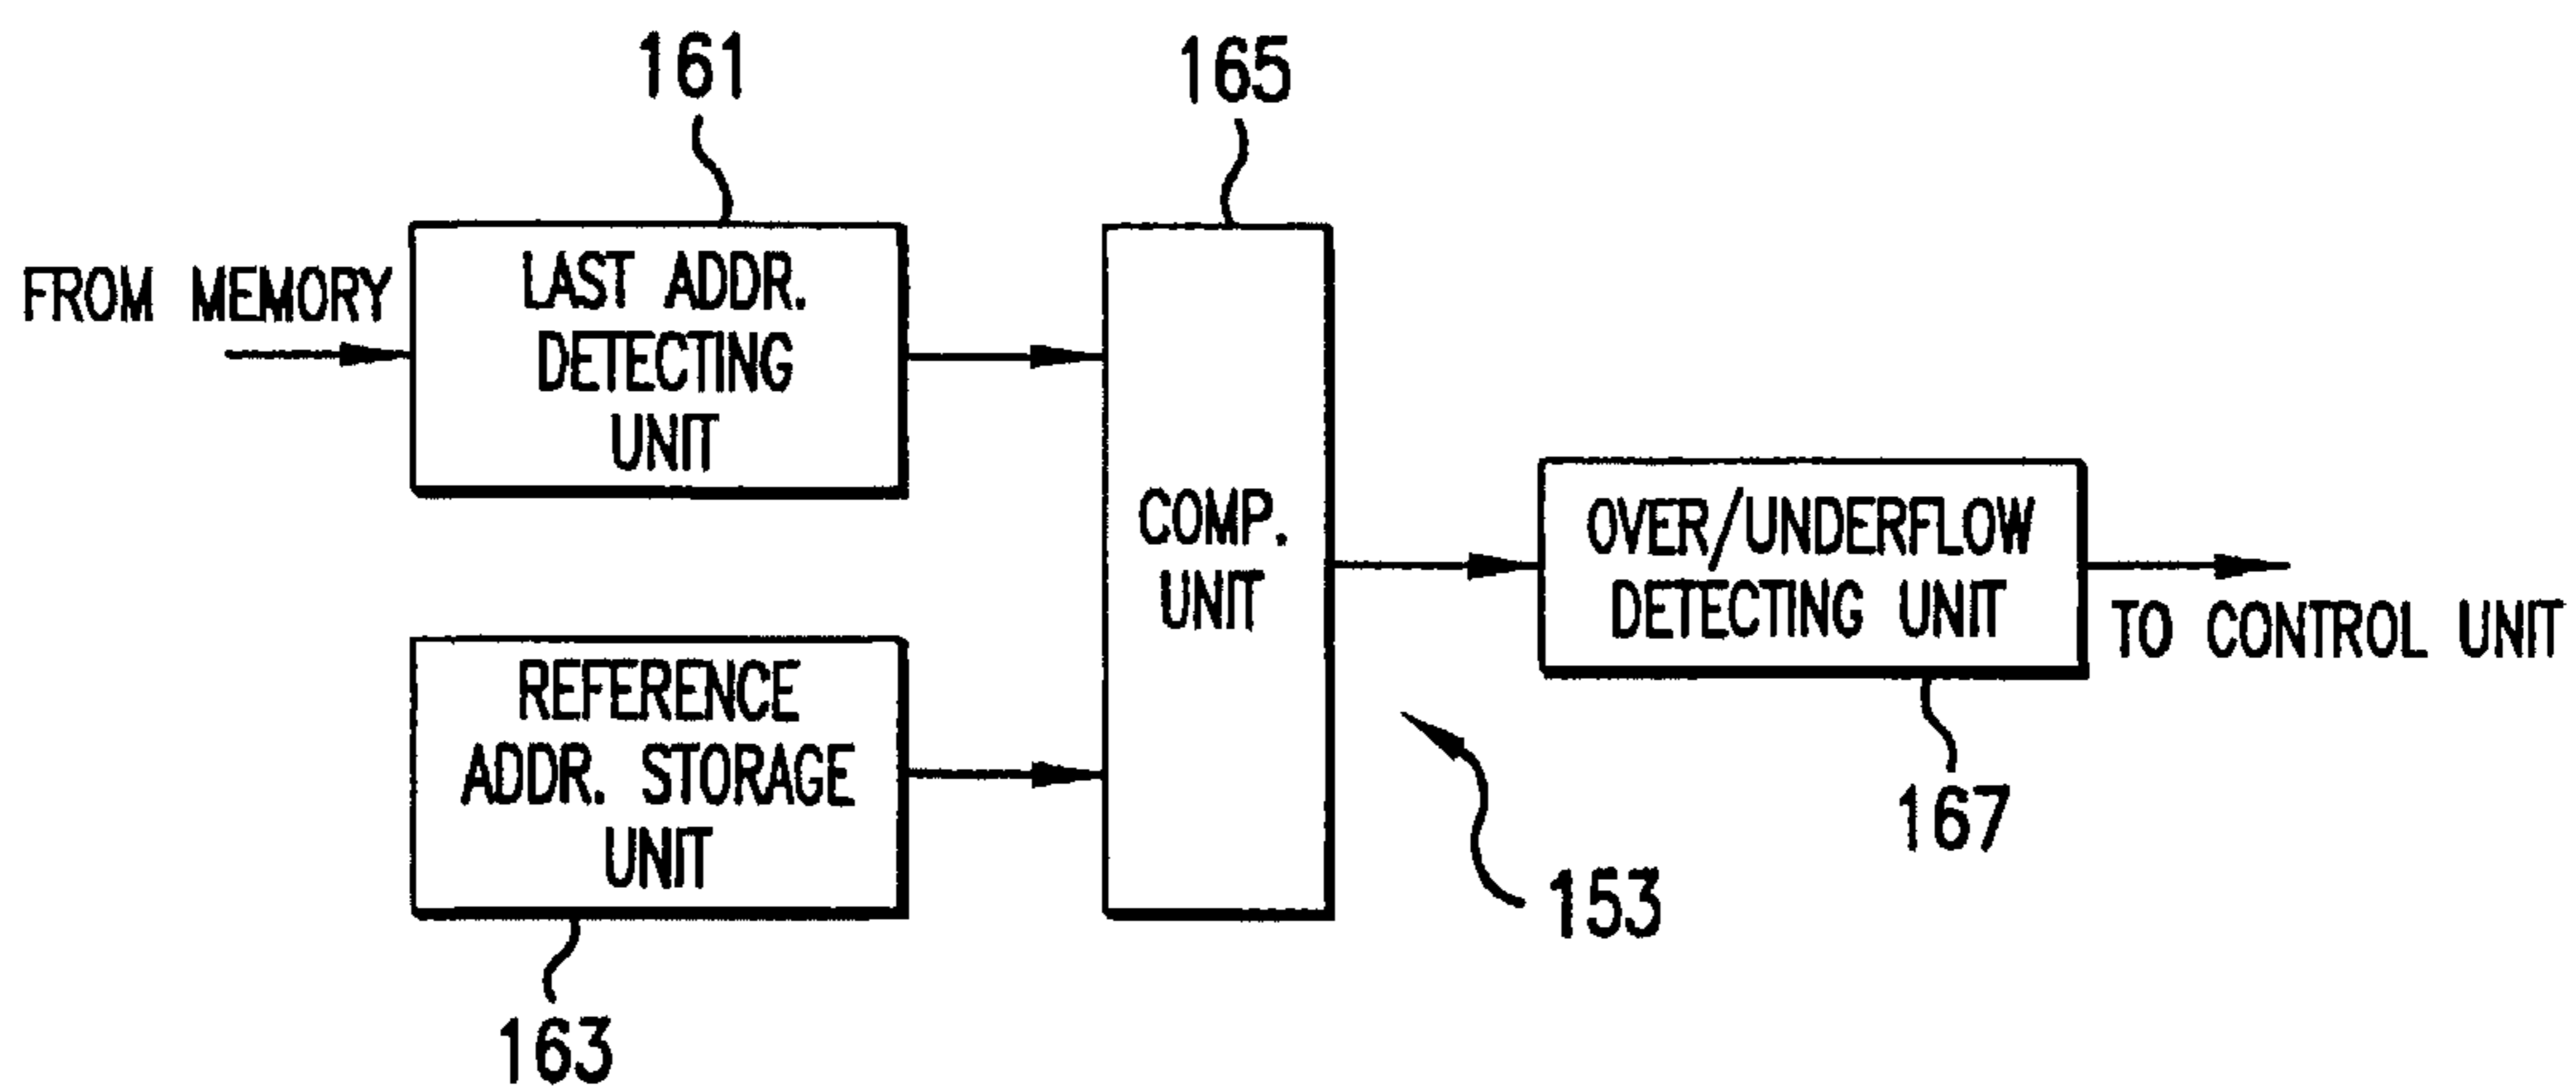 161
165
FROM MEMORY
LAST ADDR.
DETECTING
UNIT
COMP.
UNIT
OVER/UNDERFLOW
DETECTING UNIT
TO CONTROL UNIT
REFERENCE
ADDR. STORAGE
UNIT
167
153
163